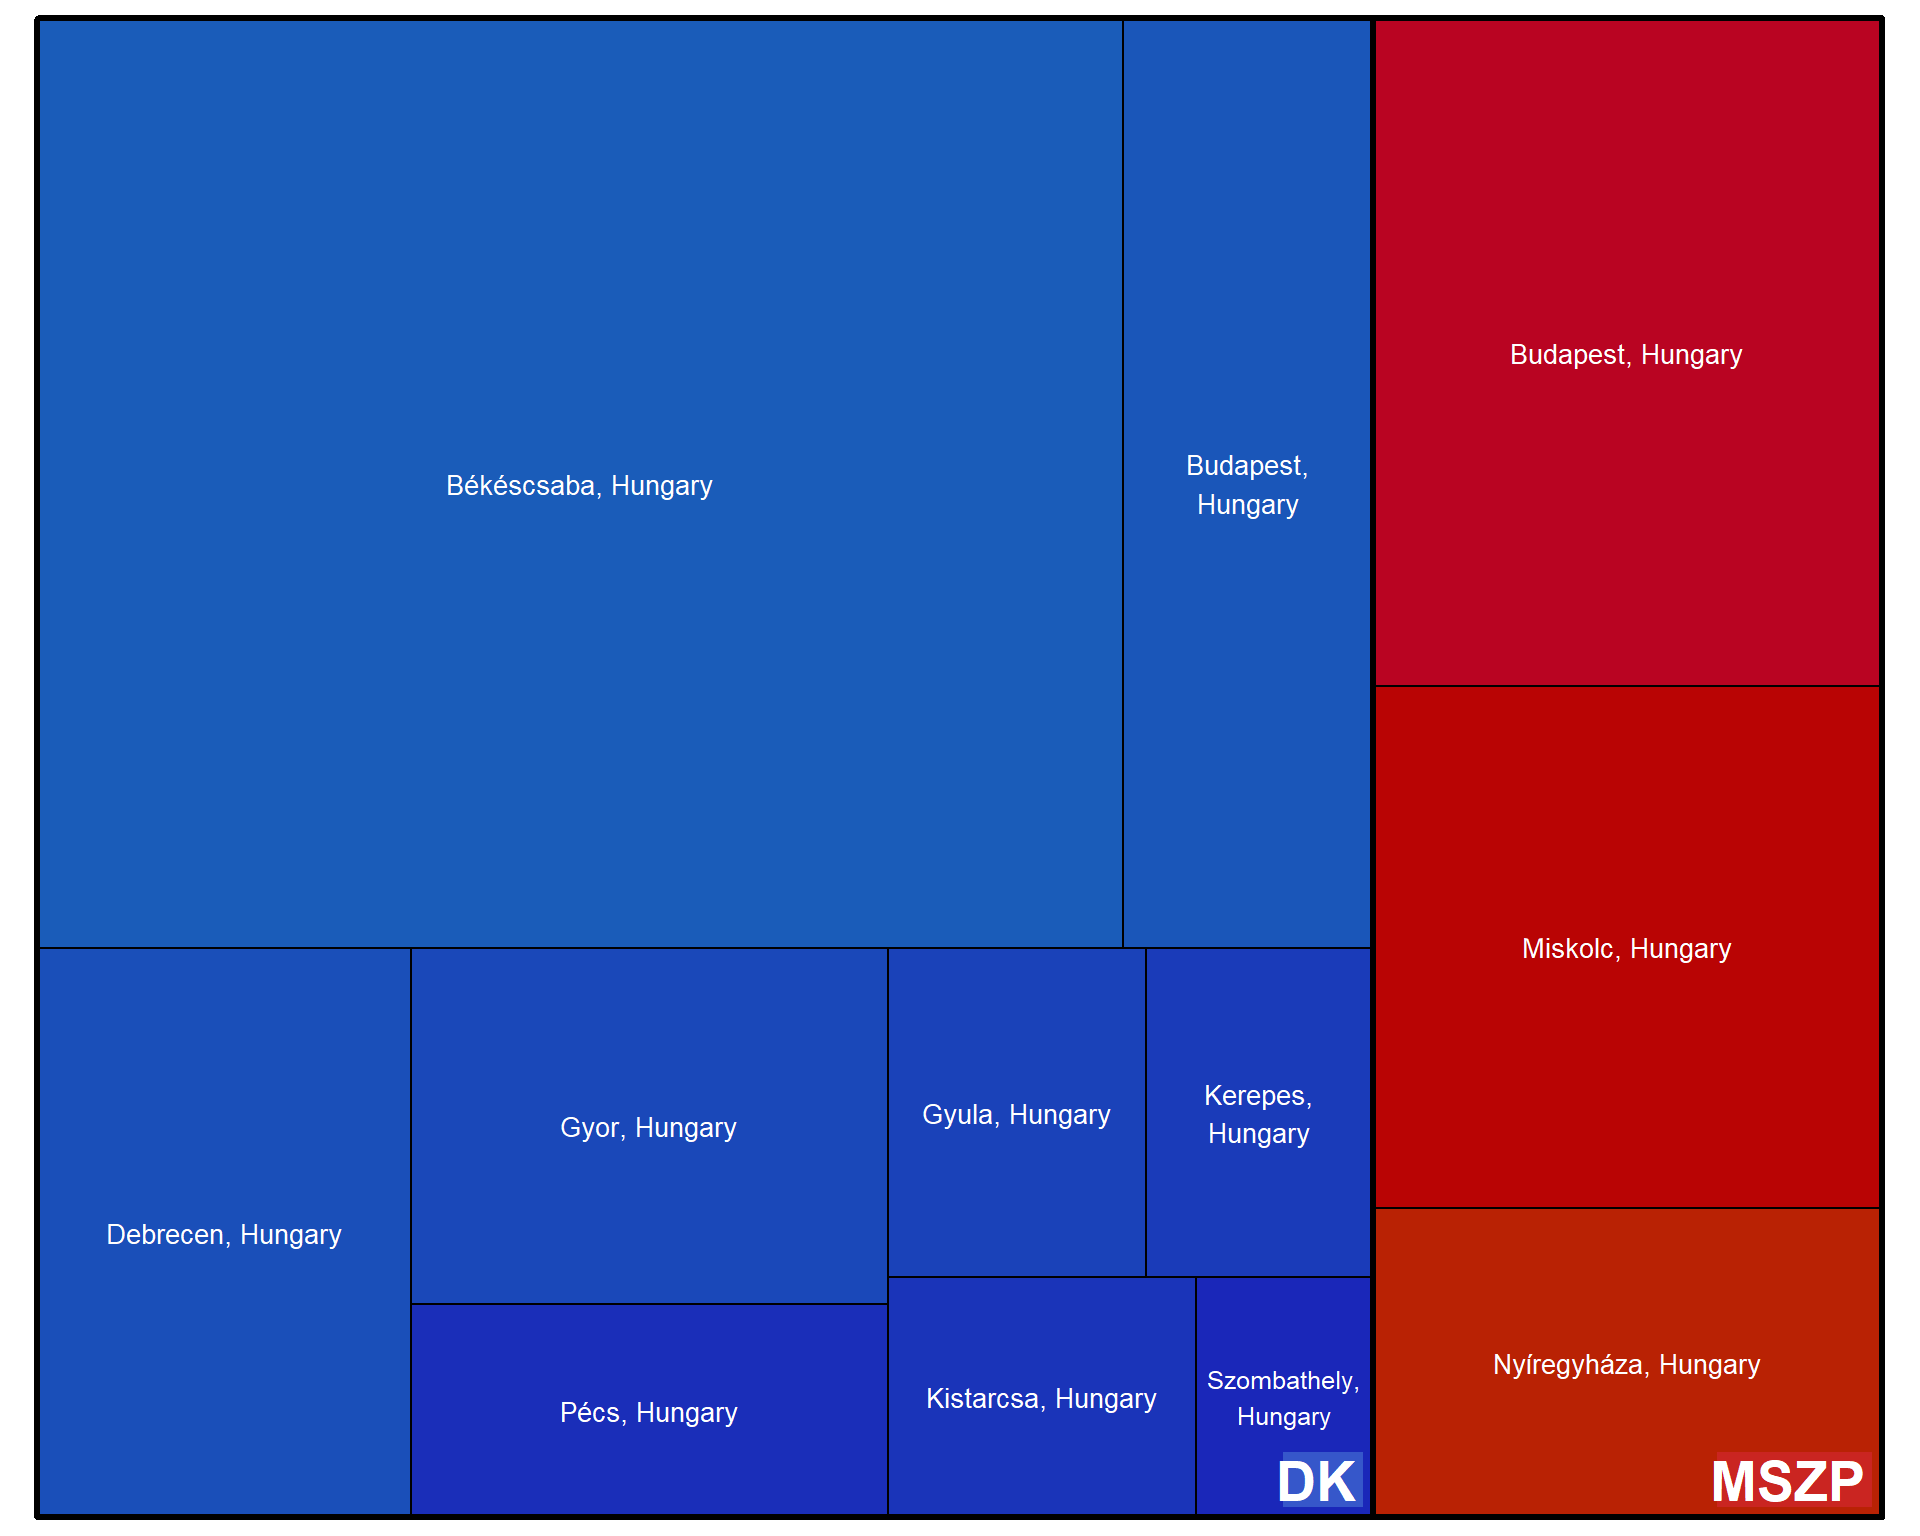 Békéscsaba, Hungary
Budapest,
Hungary
Debrecen, Hungary
Gyor, Hungary
Pécs, Hungary
Gyula, Hungary
Kerepes,
Hungary
Kistarcsa, Hungary
Szombathely,
Hungary
DK
Budapest, Hungary
Miskolc, Hungary
Nyíregyháza, Hungary
MSZP